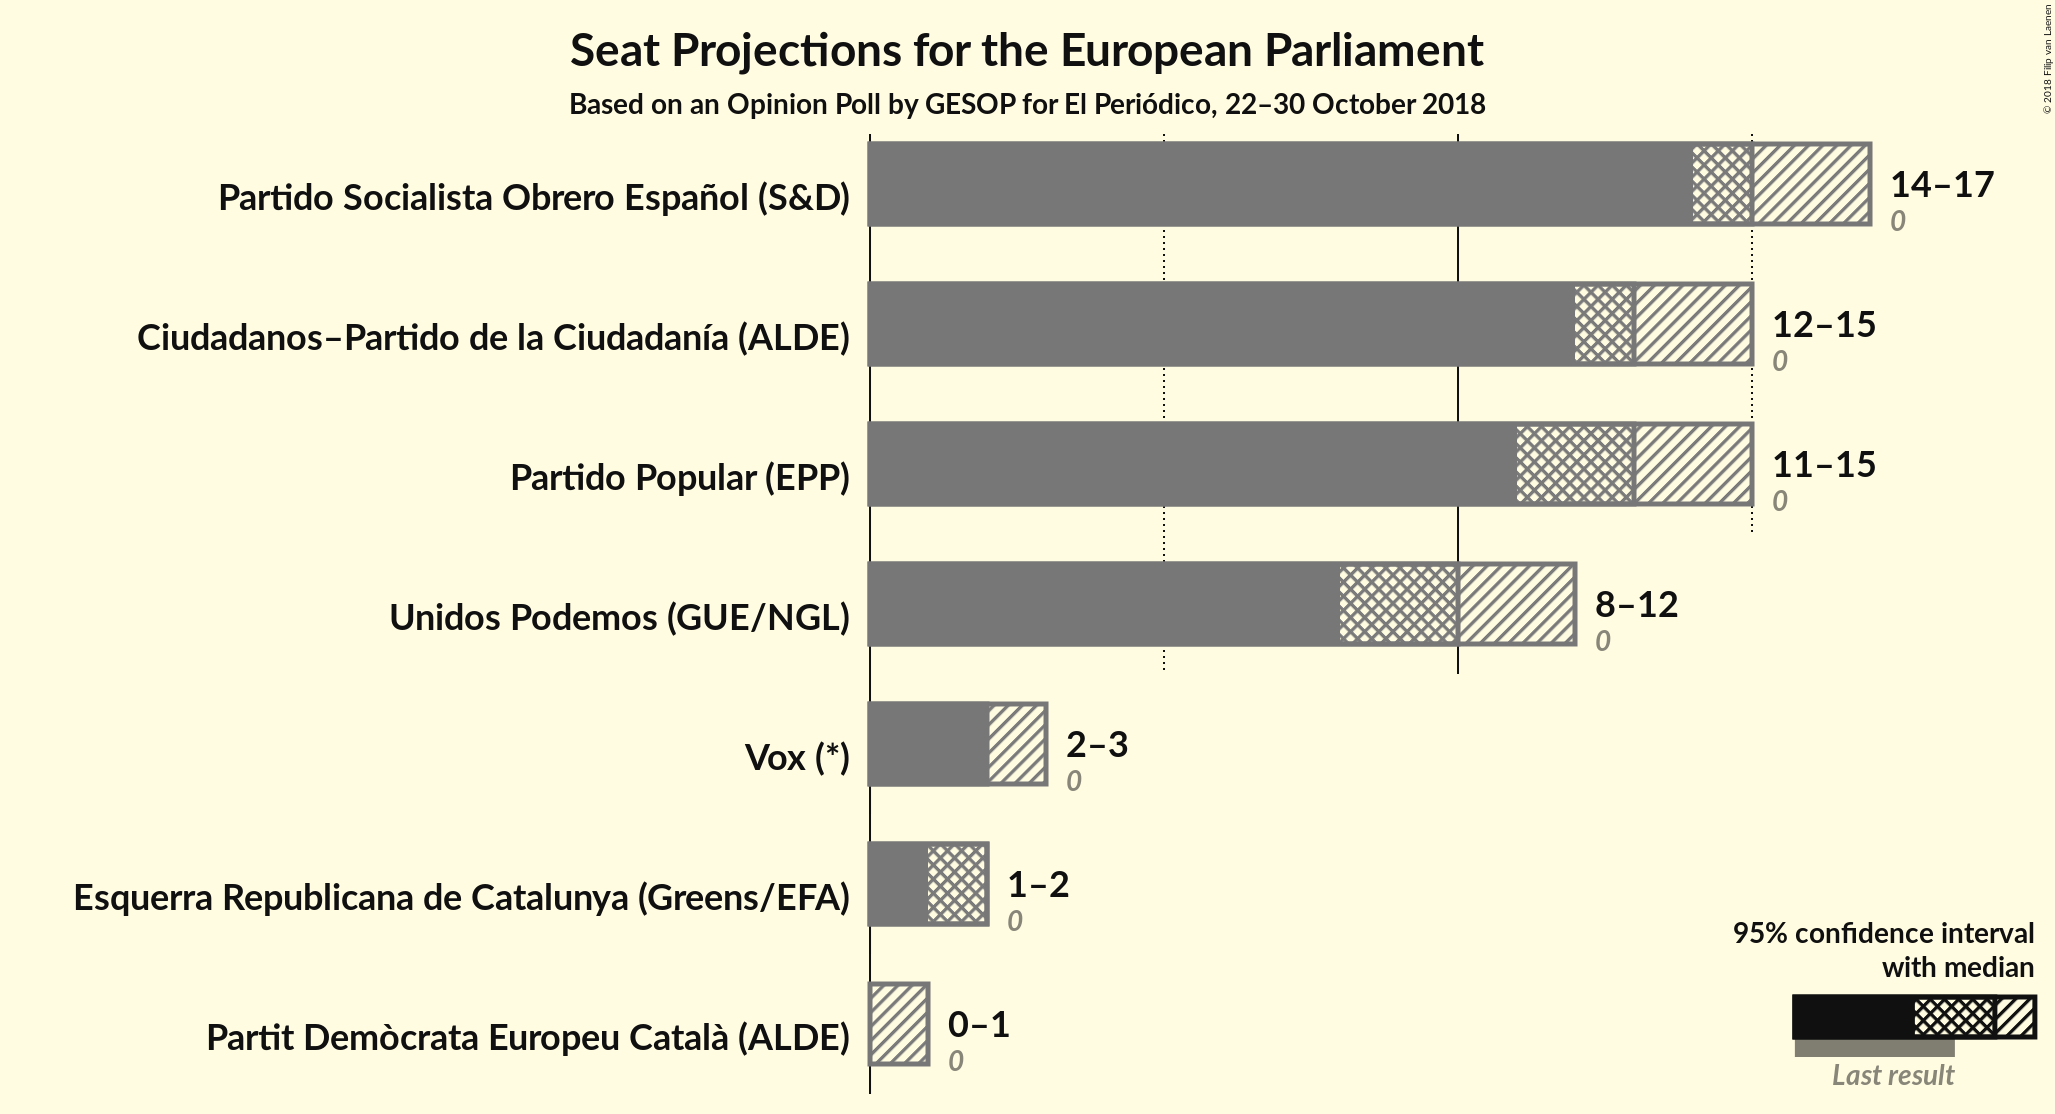 Seat Projections for the European Parliament
Based on an Opinion Poll by GESOP for El Periódico, 22–30 October 2018
© 2018 Filip van Laenen
Partido Socialista Obrero Español (S&D)
14–17
0
Ciudadanos–Partido de la Ciudadanía (ALDE)
12–15
0
Partido Popular (EPP)
11–15
0
Unidos Podemos (GUE/NGL)
8–12
0
Vox (*)
2–3
0
Esquerra Republicana de Catalunya (Greens/EFA)
1–2
0
Partit Demòcrata Europeu Català (ALDE)
0–1
0
95% confidence interval
with median
Last result